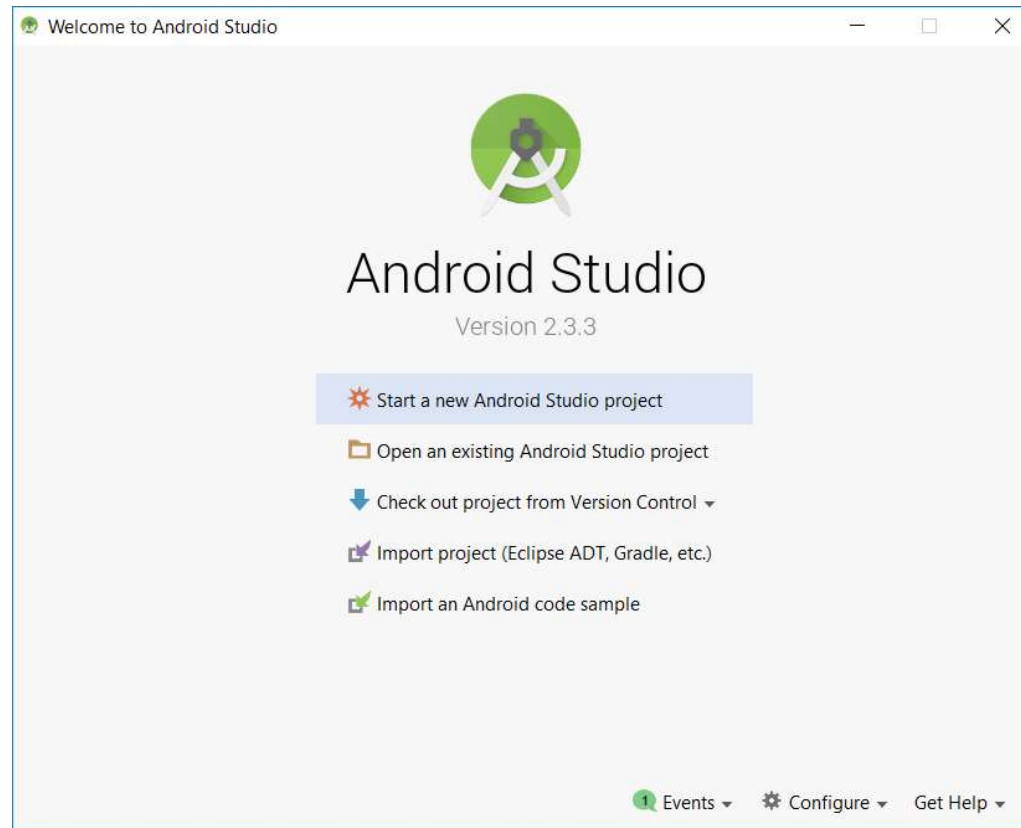 Welcome to Android Studio
Android Studio
Version 2.3.3
Start a new Android Studio project
Open an existing Android Studio project
Check out project from Version Control
Import project (Eclipse ADT, Gradle, etc.)
Import an Android code sample
1 Events Configure Get Help